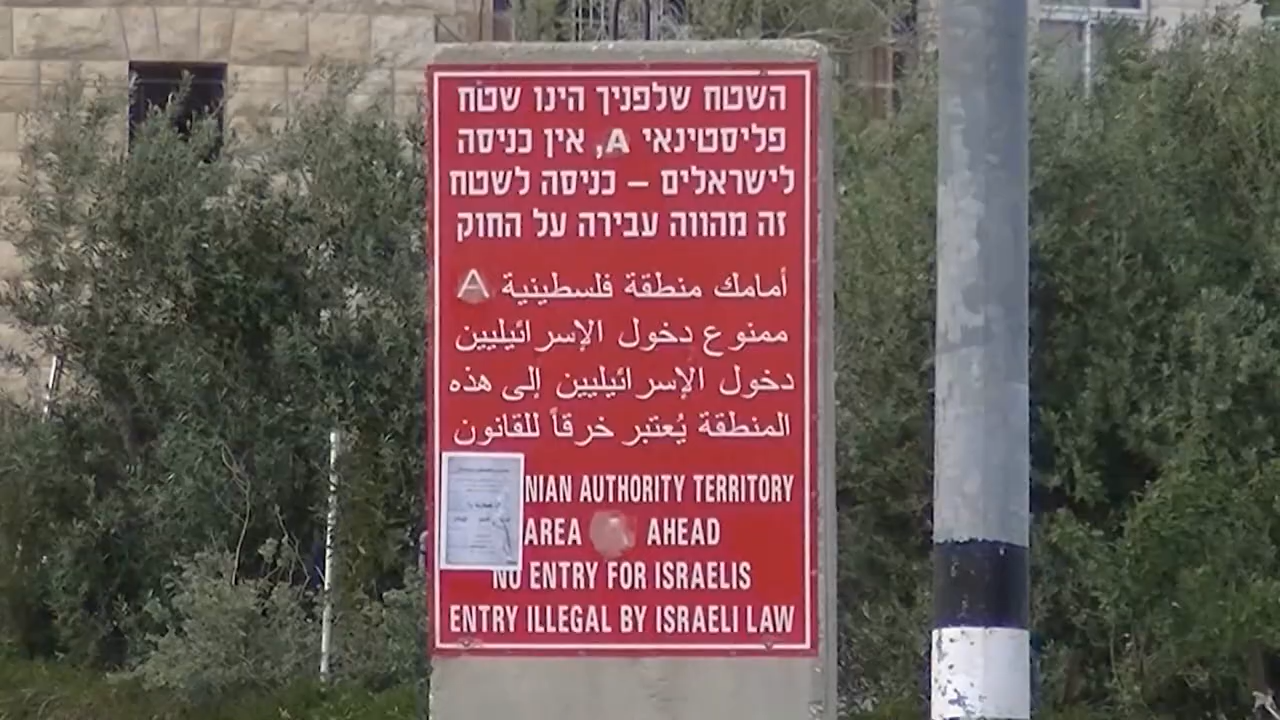 השטח שלפניך הינו שטח
פליסטינאי A, אין כניסה
לישראלים – כניסה לשטח
זה מהווה עבירה על החוק
أمامك منطقة فلسطينية A
ممنوع دخول الإسرائيليين
دخول الإسرائيليين إلى هذه
المنطقة يُعتبر خرقاً للقانون
NIAN AUTHORITY TERRITORY
AREA AHEAD
NO ENTRY FOR ISRAELIS
ENTRY ILLEGAL BY ISRAELI LAW